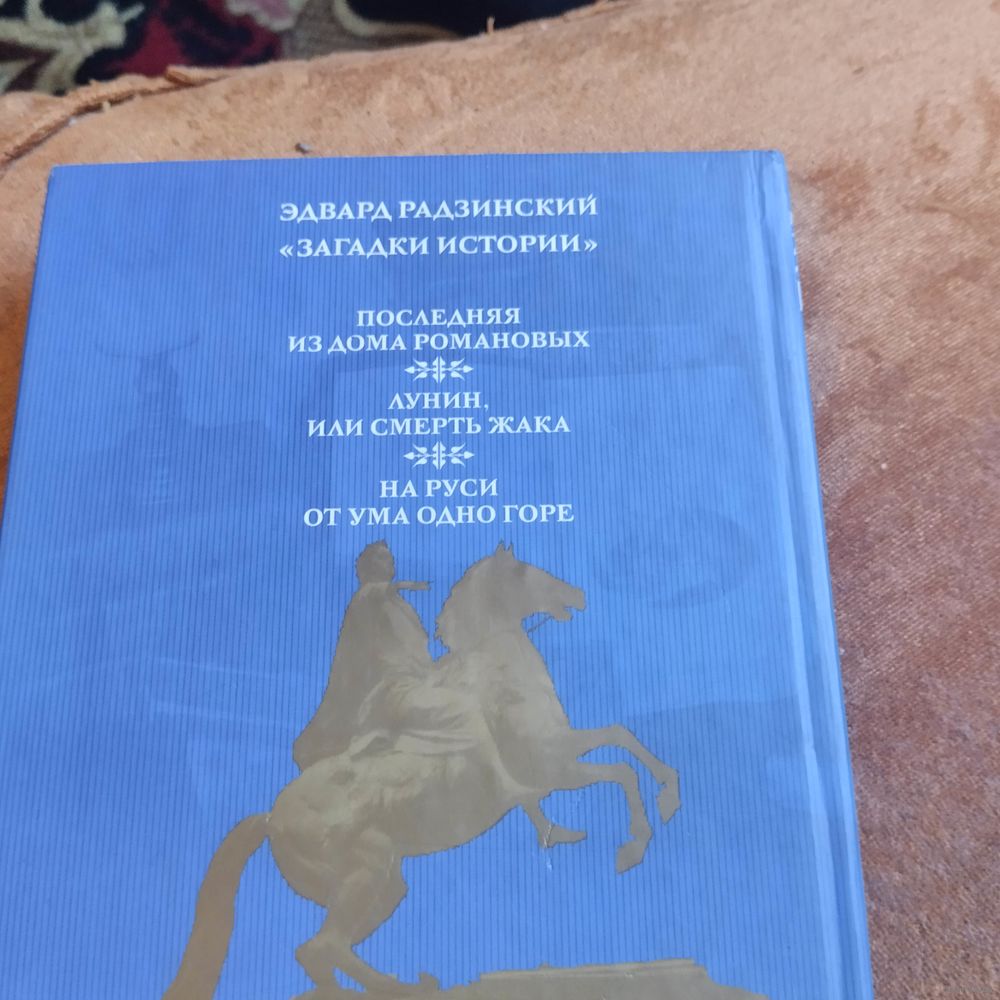 ЭДВАРД РАДЗИНСКИЙ
«ЗАГАДКИ ИСТОРИИ»
ПОСЛЕДНЯЯ
ИЗ ДОМА РОМАНОВЫХ
ЛУНИН,
ИЛИ СМЕРТЬ ЖАКА
НА РУСИ
ОТ УМА ОДНО ГОРЕ